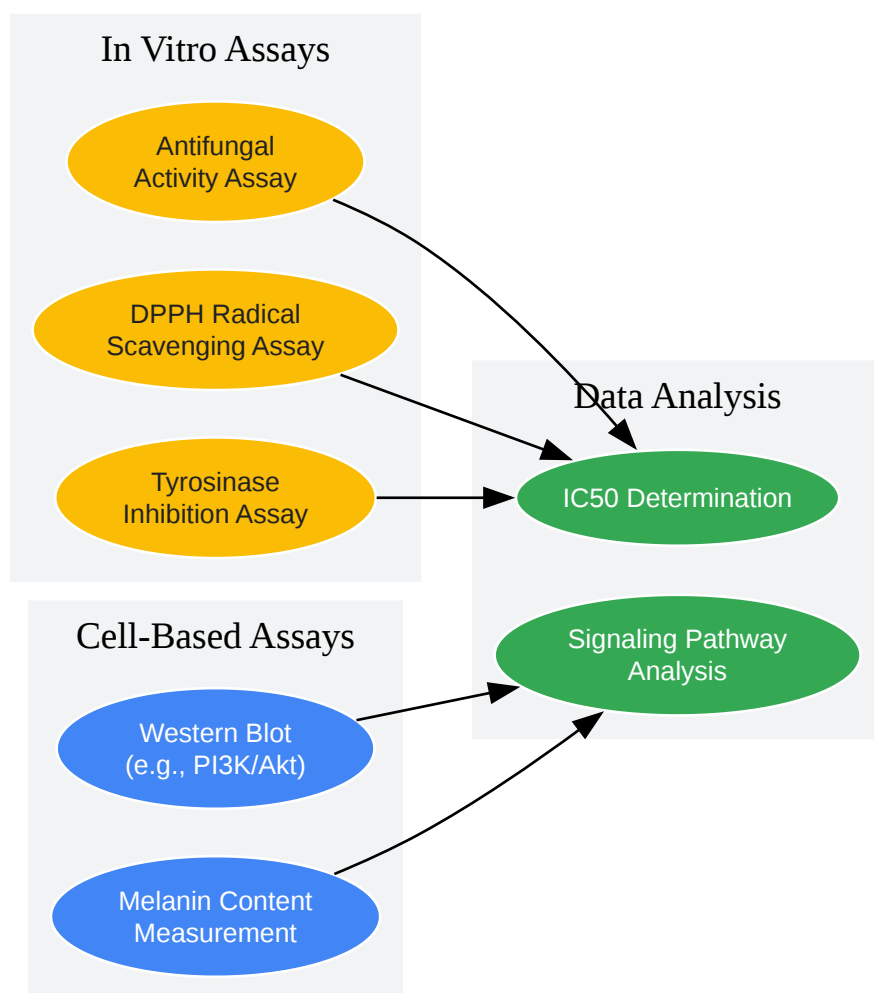 In Vitro Assays
Antifungal
Activity Assay
DPPH Radical
Scavenging Assay
Tyrosinase
Inhibition Assay
Data Analysis
IC50 Determination
Signaling Pathway
Analysis
Cell-Based Assays
Western Blot
(e.g., PI3K/Akt)
Melanin Content
Measurement